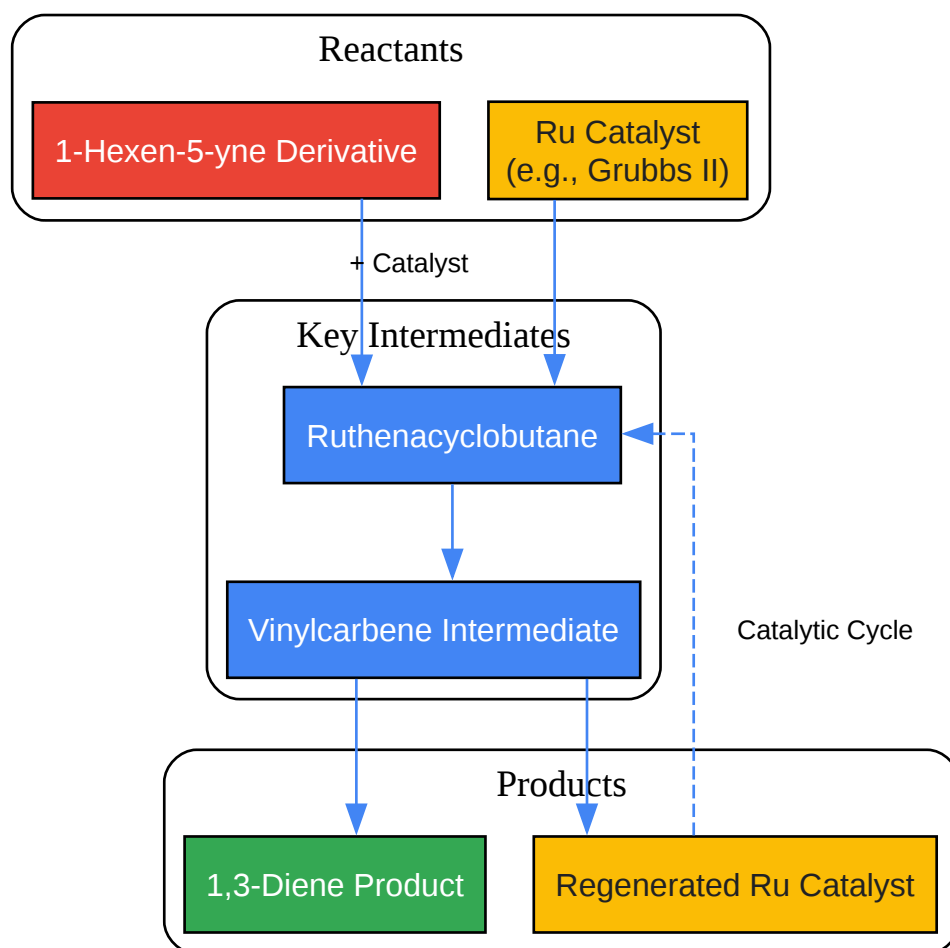 Reactants
1-Hexen-5-yne Derivative
Ru Catalyst
(e.g., Grubbs II)
+ Catalyst
Key Intermediates
Ruthenacyclobutane
Vinylcarbene Intermediate
Catalytic Cycle
Products
1,3-Diene Product
Regenerated Ru Catalyst